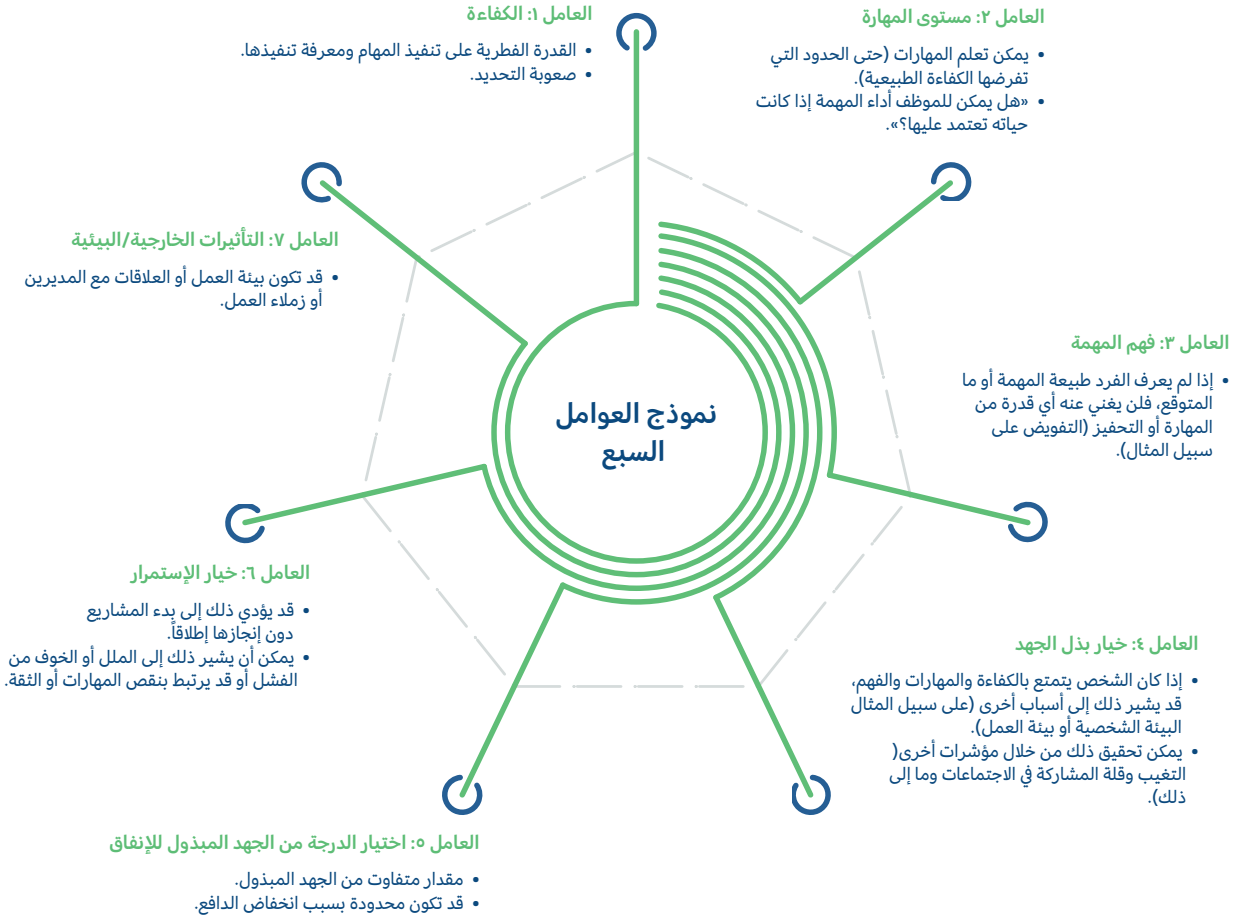 العامل ١: الكفاءة
• القدرة الفطرية على تنفيذ المهام ومعرفة تنفيذها.
• صعوبة التحديد.
العامل ٢: مستوى المهارة
• يمكن تعلم المهارات (حتى الحدود التي
تفرضها الكفاءة الطبيعية).
• «هل يمكن للموظف أداء المهمة إذا كانت
حياته تعتمد عليها؟».
العامل ٣: فهم المهمة
• إذا لم يعرف الفرد طبيعة المهمة أو ما
المتوقع، فلن يغني عنه أي قدرة من
المهارة أو التحفيز (التفويض على
سبيل المثال).
العامل ٤: خيار بذل الجهد
• إذا كان الشخص يتمتع بالكفاءة والمهارات والفهم،
قد يشير ذلك إلى أسباب أخرى (على سبيل المثال
البيئة الشخصية أو بيئة العمل).
• يمكن تحقيق ذلك من خلال مؤشرات أخرى(
التغيب وقلة المشاركة في الاجتماعات وما إلى
ذلك).
العامل ٥: اختيار الدرجة من الجهد المبذول للإنفاق
• مقدار متفاوت من الجهد المبذول.
• قد تكون محدودة بسبب انخفاض الدافع.
العامل ٦: خيار الإستمرار
• قد يؤدي ذلك إلى بدء المشاريع
دون إنجازها إطلاقاً.
• يمكن أن يشير ذلك إلى الملل أو الخوف من
الفشل أو قد يرتبط بنقص المهارات أو الثقة.
العامل ٧: التأثيرات الخارجية/البيئية
• قد تكون بيئة العمل أو العلاقات مع المديرين
أو زملاء العمل.
نموذج العوامل
السبع